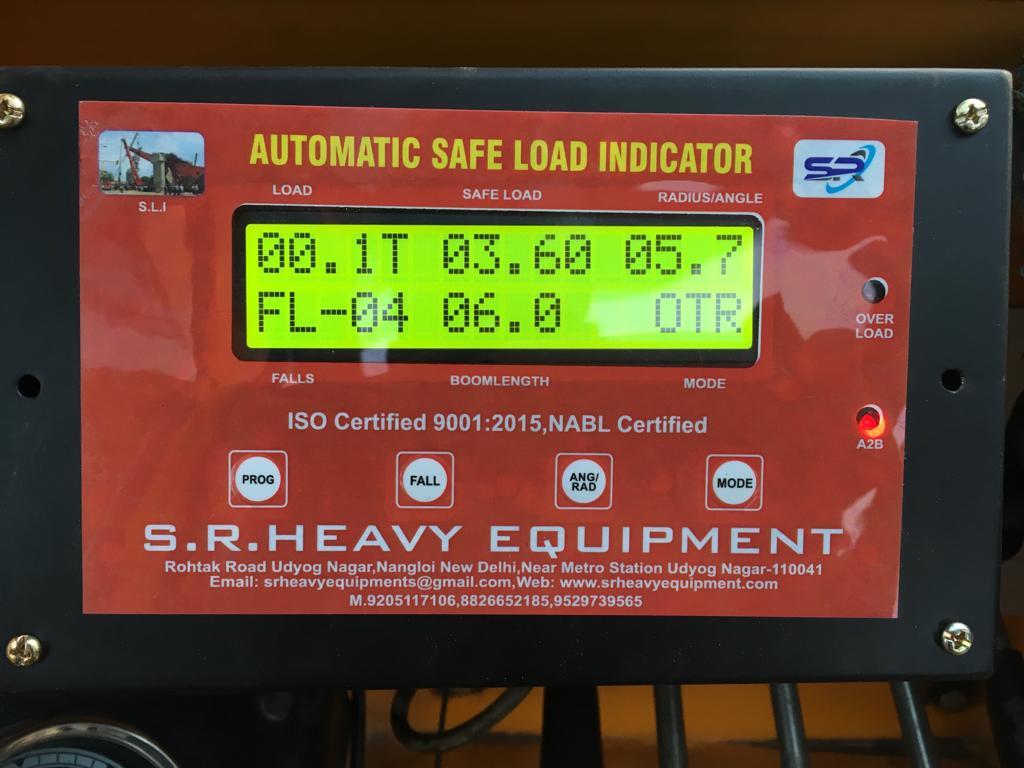 AUTOMATIC SAFE LOAD INDICATOR
SR
S.L.i
LOAD SAFE LOAD RADIUS/ANGLE
00.1T 03.60 05.7
FL-04 06.0 OTR
OVER
LOAD
FALLS BOOMLENGTH MODE
ISO Certified 9001:2015,NABL Certified
A2B
PROG FALL ANG/ MODE
RAD
S.R.HEAVY EQUIPMENT
Rohtak Road Udyog Nagar,Nangloi New Delhi,Near Metro Station Udyog Nagar-110041
Email: srheavyequipments@gmail.com,Web: www.srheavyequipment.com
M.9205117106,8826652185,9529739565